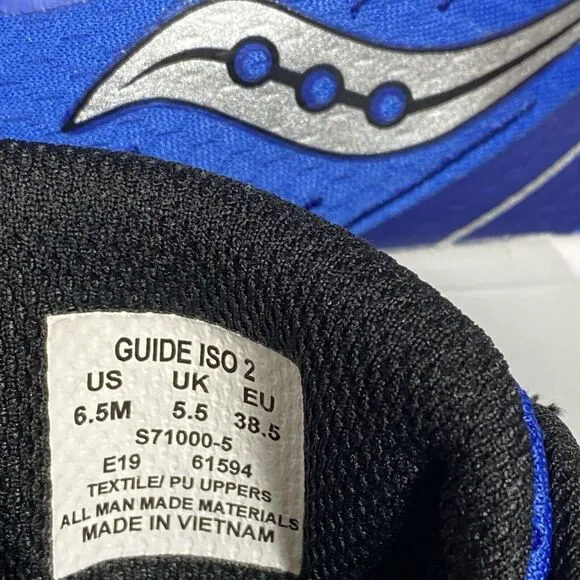 GUIDE ISO 2
US UK EU
6.5M 5.5 38.5
S71000-5
E19 61594
TEXTILE/ PU UPPERS
ALL MAN MADE MATERIALS
MADE IN VIETNAM